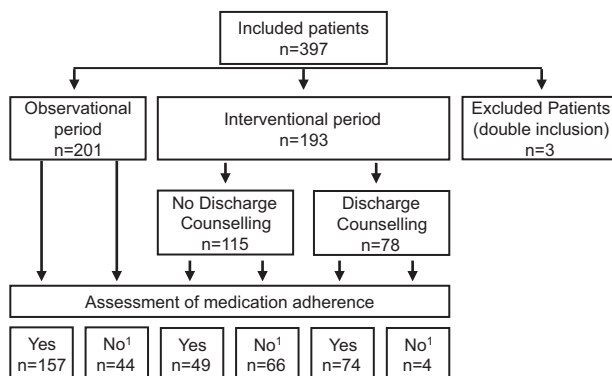 Included patients
n=397
Observational
period
n=201
Interventional period
n=193
Excluded Patients
(double inclusion)
n=3
No Discharge
Counselling
n=115
Discharge
Counselling
n=78
Assessment of medication adherence
Yes
n=157
No¹
n=44
Yes
n=49
No¹
n=66
Yes
n=74
No¹
n=4